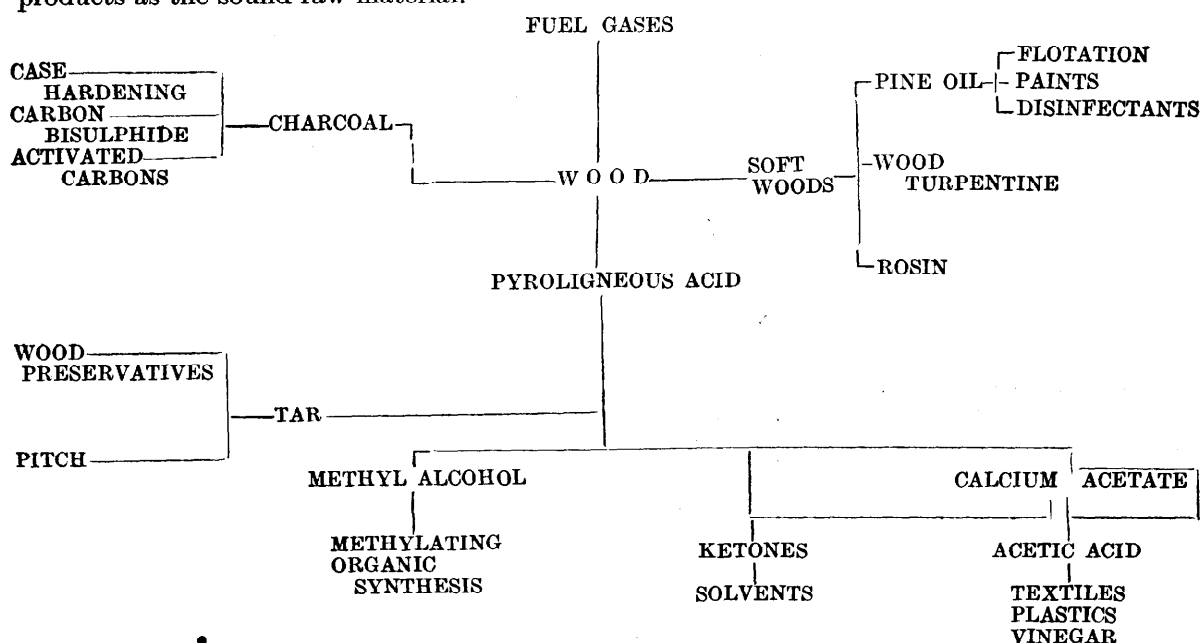 products as the sound raw material.
FUEL GASES
CASE
HARDENING
CARBON
BISULPHIDE
ACTIVATED
CARBONS
CHARCOAL
WOOD
SOFT
WOODS
PINE OIL
FLOTATION
PAINTS
DISINFECTANTS
WOOD
TURPENTINE
ROSIN
PYROLIGNEOUS ACID
WOOD
PRESERVATIVES
TAR
PITCH
METHYL ALCOHOL
CALCIUM ACETATE
METHYLATING
ORGANIC
SYNTHESIS
KETONES
SOLVENTS
ACETIC ACID
TEXTILES
PLASTICS
VINEGAR